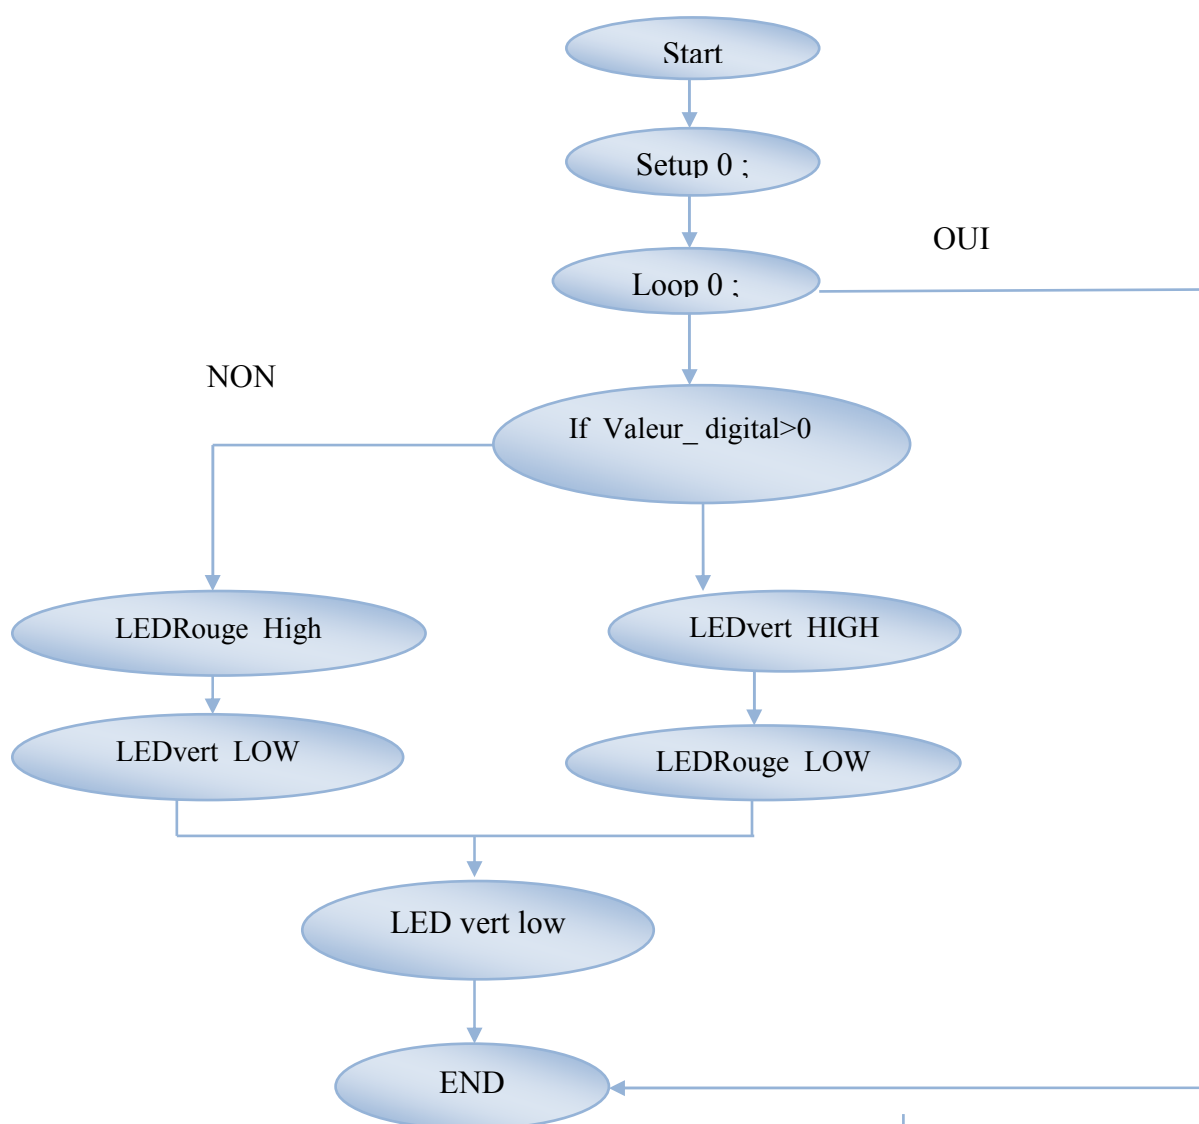 Start
Setup 0 ;
OUI
Loop 0 ;
NON
If Valeur_ digital>0
LEDRouge High
LEDvert HIGH
LEDvert LOW
LEDRouge LOW
LED vert low
END